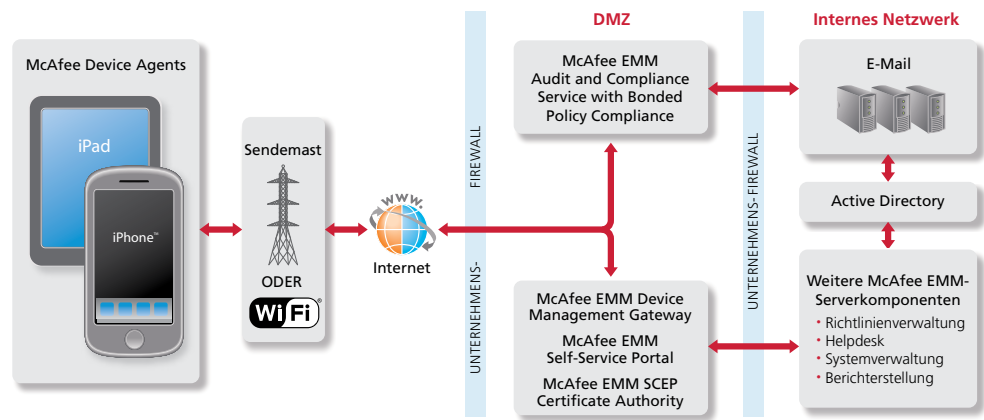 McAfee Device Agents
iPad
iPhone™
Sendemast
ODER
WiFi®
www.
Internet
UNTERNEHMENS-
FIREWALL
DMZ
McAfee EMM
Audit and Compliance
Service with Bonded
Policy Compliance
McAfee EMM Device
Management Gateway
McAfee EMM
Self-Service Portal
McAfee EMM SCEP
Certificate Authority
UNTERNEHMENS-FIREWALL
Internes Netzwerk
E-Mail
Active Directory
Weitere McAfee EMM-
Serverkomponenten
• Richtlinienverwaltung
• Helpdesk
• Systemverwaltung
• Berichterstellung